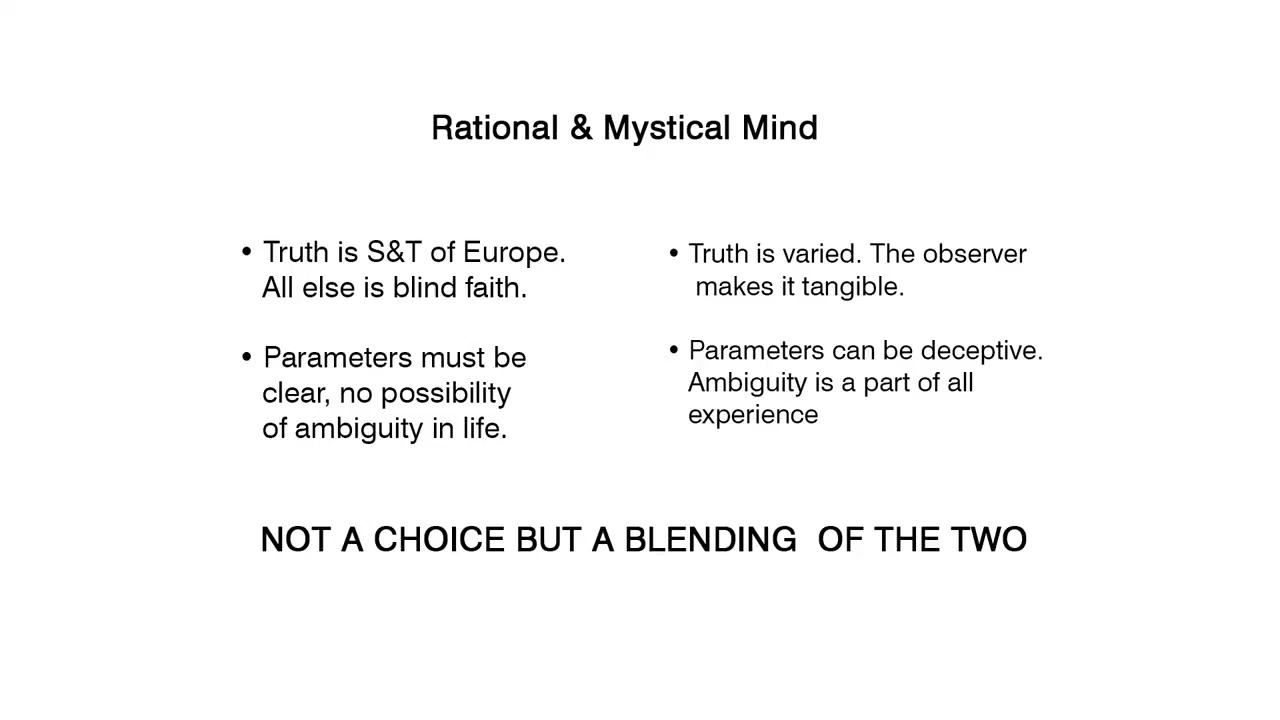 Rational & Mystical Mind
• Truth is S&T of Europe.
All else is blind faith.
• Parameters must be
clear, no possibility
of ambiguity in life.
• Truth is varied. The observer
makes it tangible.
• Parameters can be deceptive.
Ambiguity is a part of all
experience
NOT A CHOICE BUT A BLENDING OF THE TWO